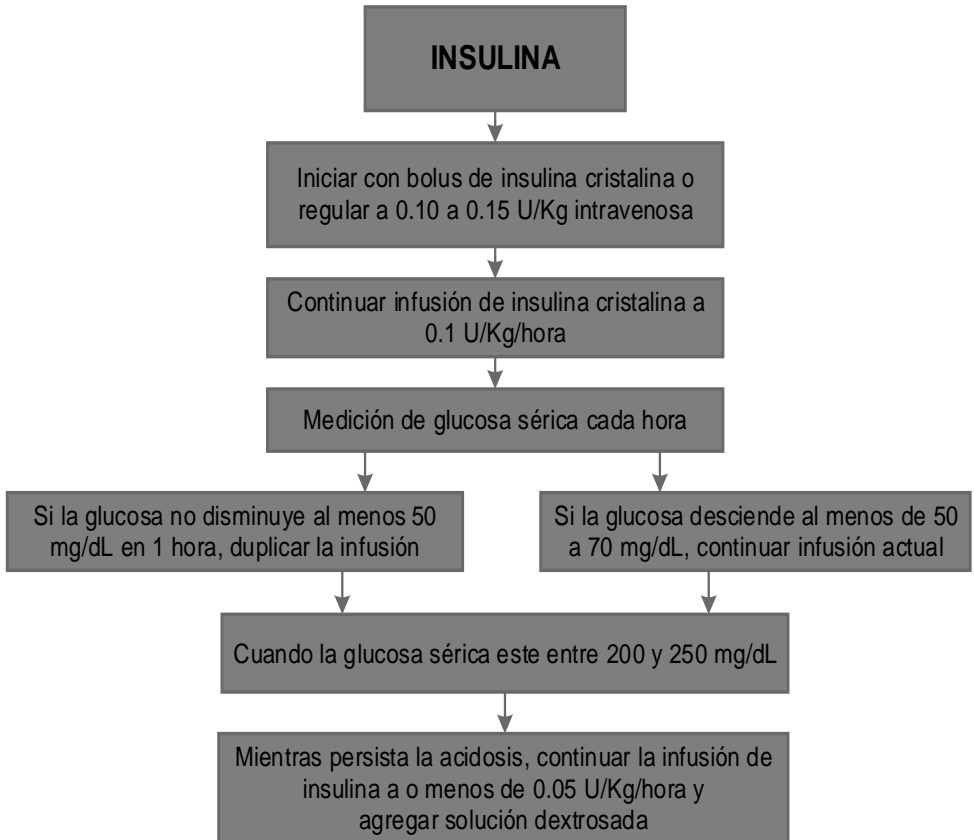 INSULINA
Iniciar con bolus de insulina cristalina o
regular a 0.10 a 0.15 U/Kg intravenosa
Continuar infusión de insulina cristalina a
0.1 U/Kg/hora
Medición de glucosa sérica cada hora
Si la glucosa no disminuye al menos 50
mg/dL en 1 hora, duplicar la infusión
Si la glucosa desciende al menos de 50
a 70 mg/dL, continuar infusión actual
Cuando la glucosa sérica este entre 200 y 250 mg/dL
Mientras persista la acidosis, continuar la infusión de
insulina a o menos de 0.05 U/Kg/hora y
agregar solución dextrosada